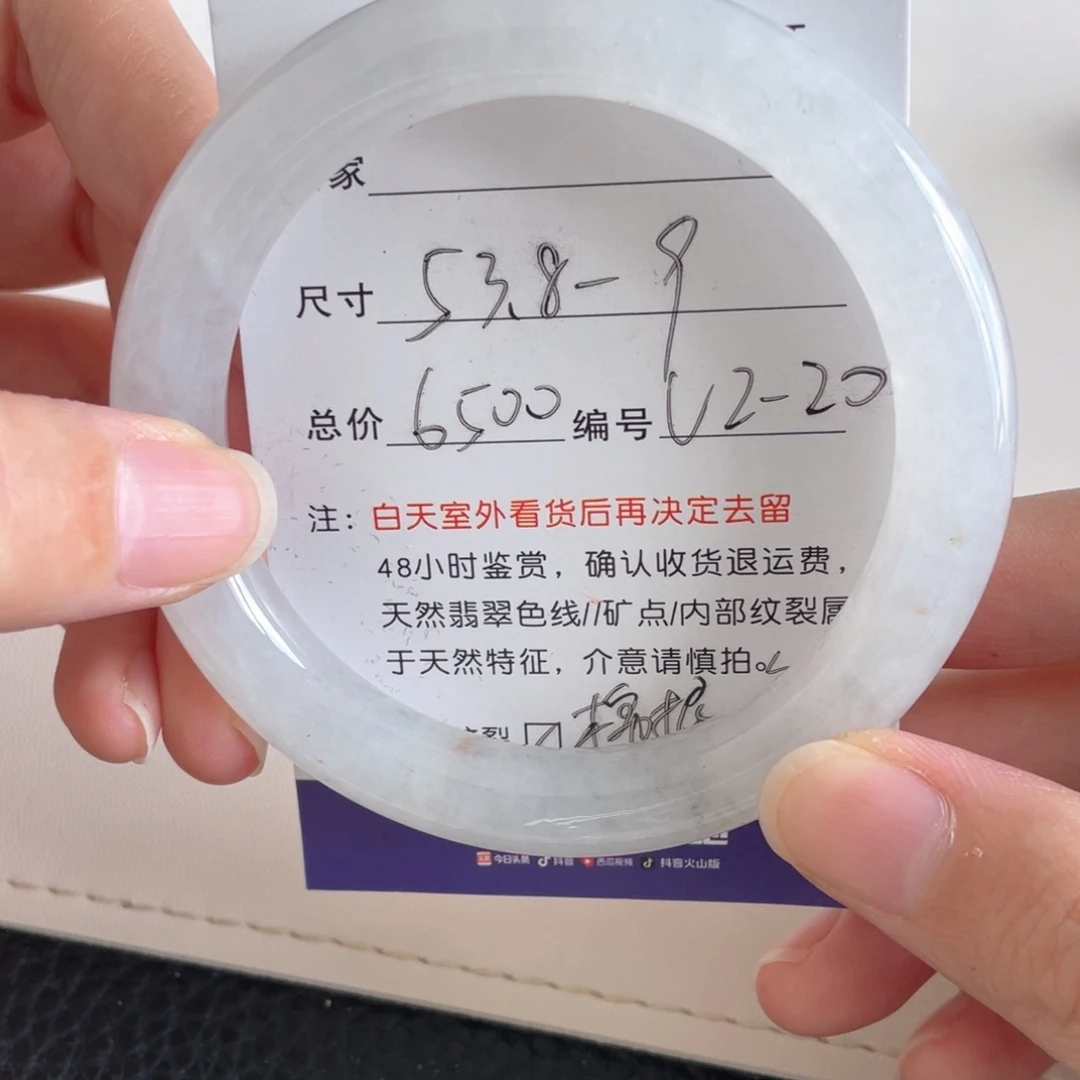 家
尺寸 53.8-9
总价 6500 编号 V2-20
注：白天室外看货后再决定去留
48小时鉴赏，确认收货退运费，
天然翡翠色线//矿点/内部纹裂属
于天然特征，介意请慎拍。
裂 ☑
今日头条 抖音 西瓜视频 抖音火山版